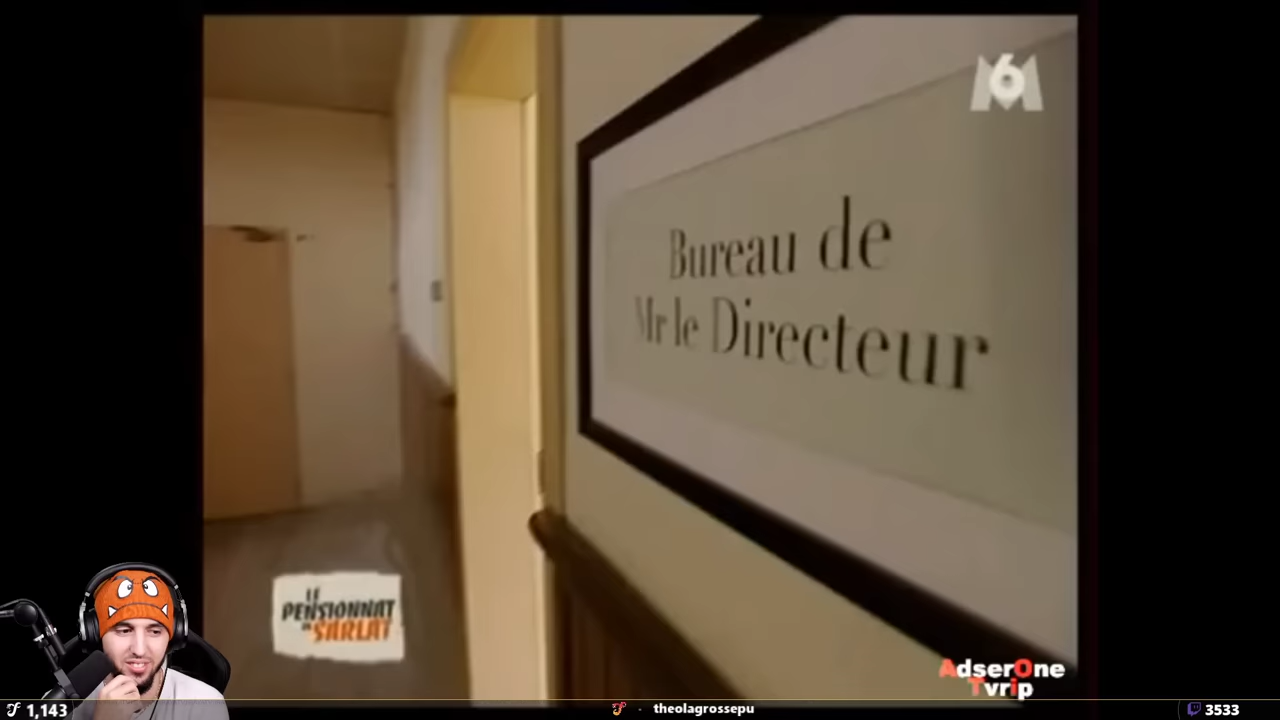 M6
Bureau de
Mr le Directeur
LE
PENSIONNAT
DE SARLAT
AdserOne
Tvrip
1,143
theolagrossepu
3533